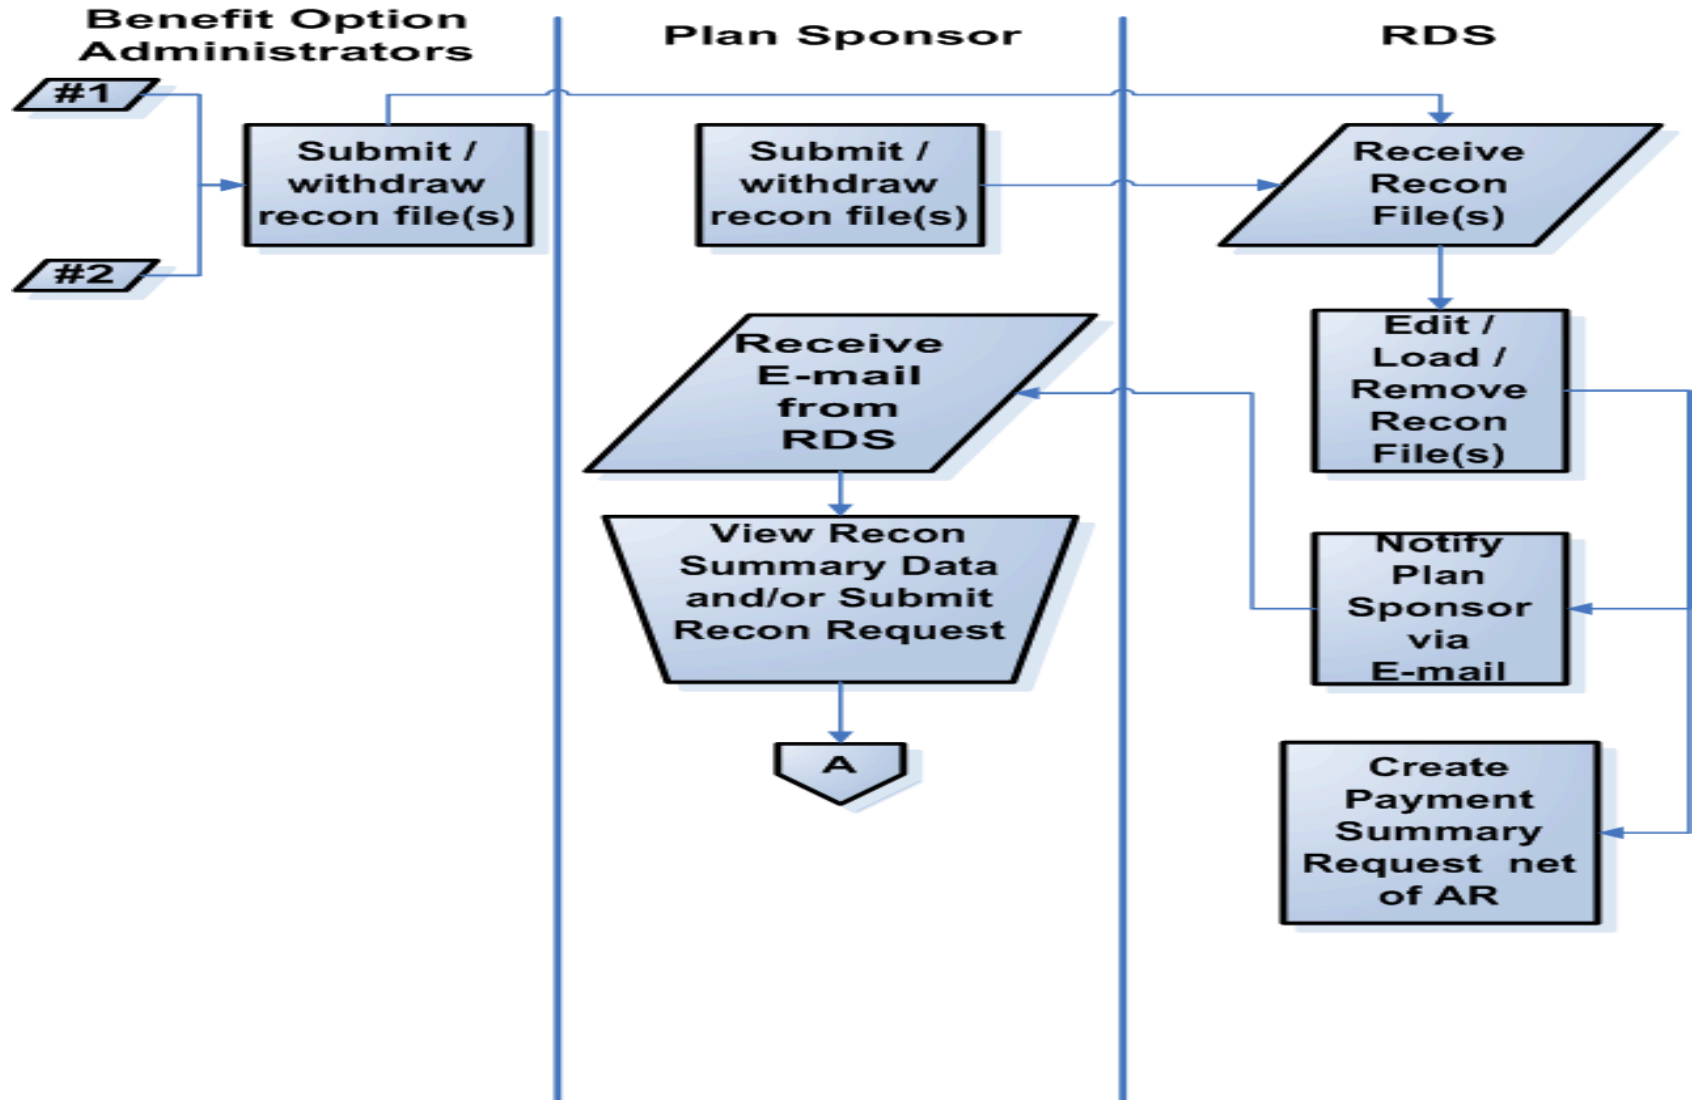 Benefit Option
Administrators
Plan Sponsor
RDS
#1
#2
Submit /
withdraw
recon file(s)
Submit /
withdraw
recon file(s)
Receive
Recon
File(s)
Receive
E-mail
from
RDS
Edit /
Load /
Remove
Recon
File(s)
View Recon
Summary Data
and/or Submit
Recon Request
Notify
Plan
Sponsor
via
E-mail
A
Create
Payment
Summary
Request net
of AR